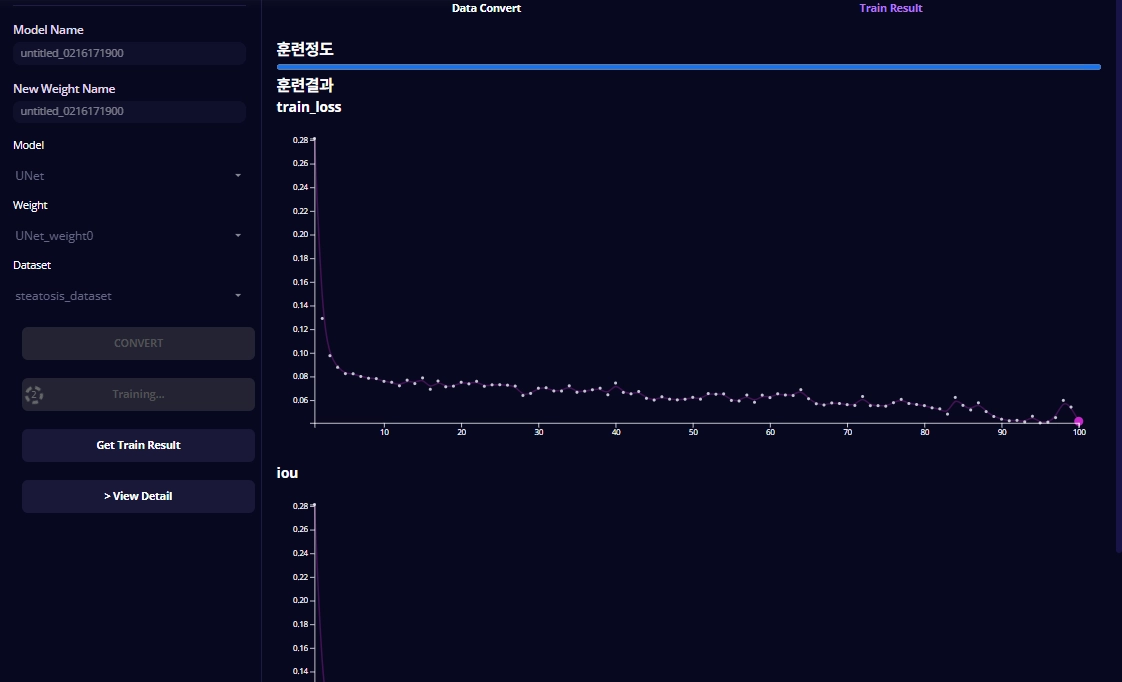 Data Convert
Train Result
Model Name
untitled_0216171900
New Weight Name
untitled_0216171900
Model
UNet
Weight
UNet_weight0
Dataset
steatosis_dataset
CONVERT
2
Training...
Get Train Result
> View Detail
훈련정도
훈련결과
train_loss
0.28
0.26
0.24
0.22
0.20
0.18
0.16
0.14
0.12
0.10
0.08
0.06
10 20 30 40 50 60 70 80 90 100
iou
0.28
0.26
0.24
0.22
0.20
0.18
0.16
0.14